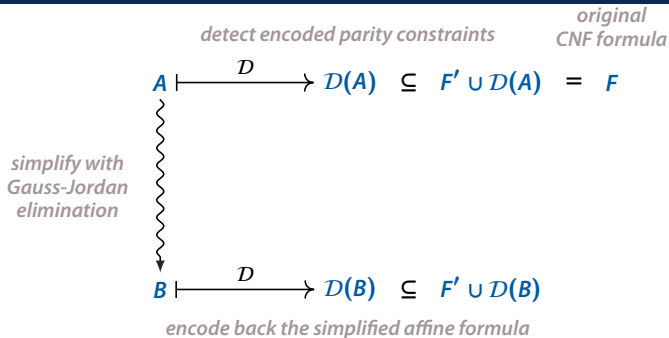 original
detect encoded parity constraints CNF formula
𝒟
A 𝒟(A) ⊆ F′ ∪ 𝒟(A) = F
simplify with
Gauss-Jordan
elimination
𝒟
B 𝒟(B) ⊆ F′ ∪ 𝒟(B)
encode back the simplified affine formula